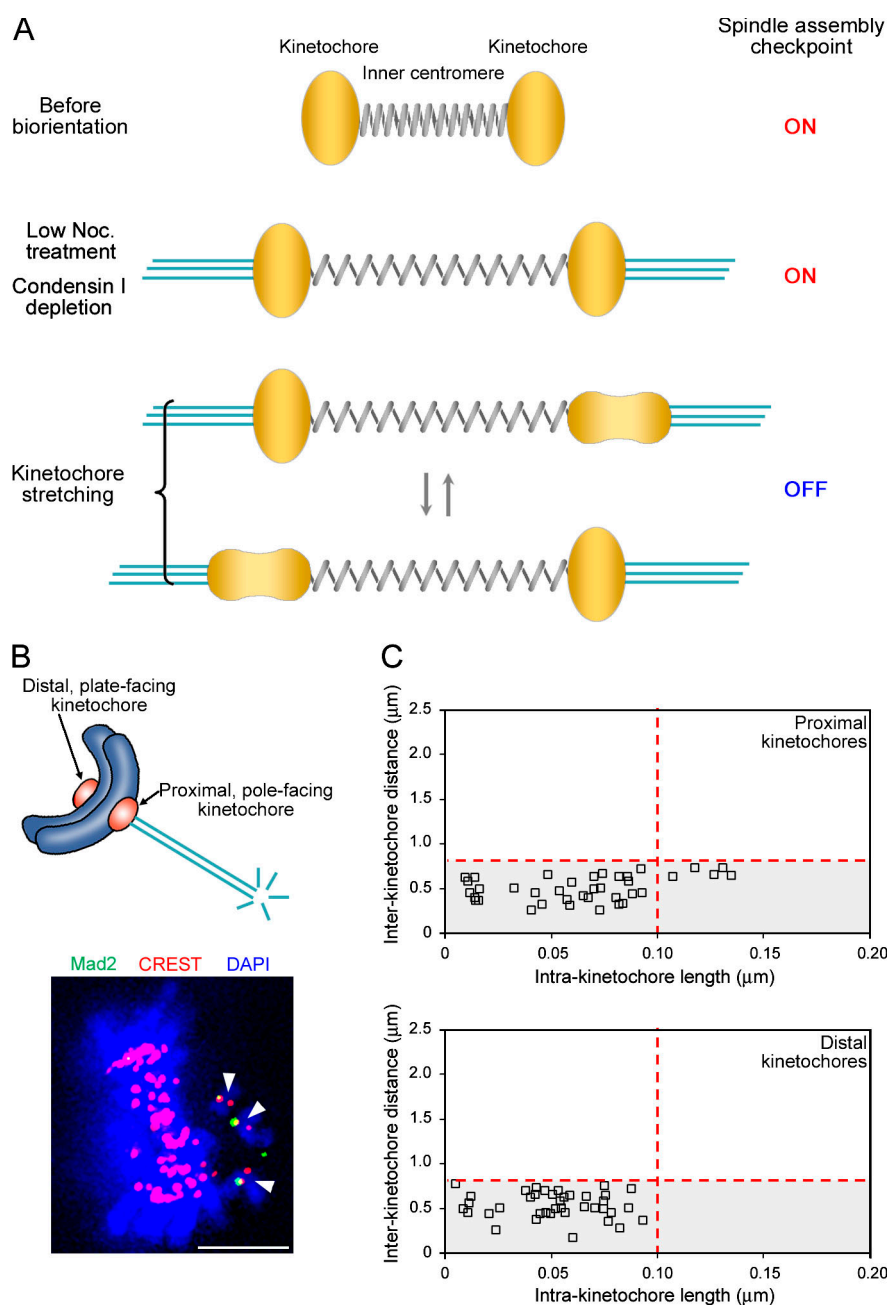 A
Kinetochore
Kinetochore
Spindle assembly
checkpoint
Inner centromere
Before
biorientation
ON
Low Noc.
treatment
Condensin I
depletion
ON
Kinetochore
stretching
OFF
B
Distal, plate-facing
kinetochore
Proximal, pole-facing
kinetochore
Mad2 CREST DAPI
C
Inter-kinetochore distance (μm)
2.5
2.0
1.5
1.0
0.5
0
Proximal
kinetochores
0 0.05 0.10 0.15 0.20
Intra-kinetochore length (μm)
Inter-kinetochore distance (μm)
2.5
2.0
1.5
1.0
0.5
0
Distal
kinetochores
0 0.05 0.10 0.15 0.20
Intra-kinetochore length (μm)